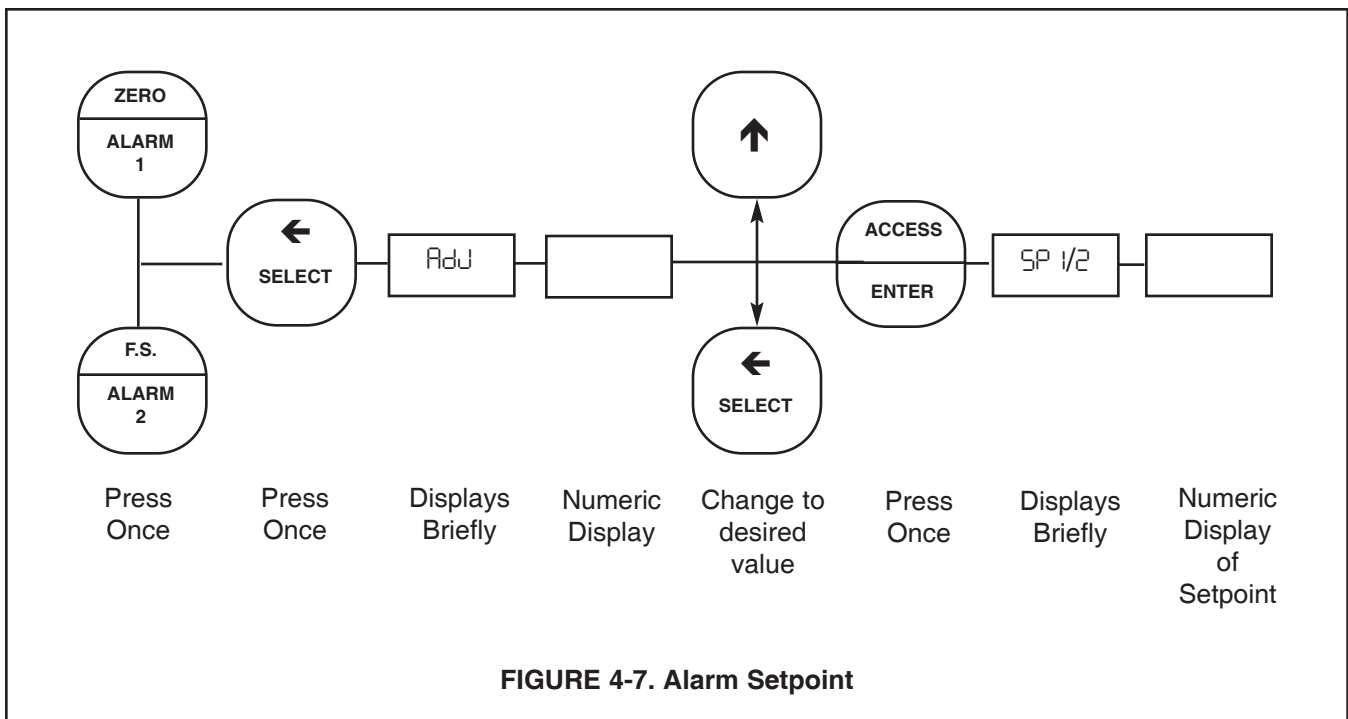 ZERO
ALARM
1
←
SELECT
AdJ
↑
←
SELECT
ACCESS
ENTER
SP 1/2
F.S.
ALARM
2
Press
Once
Press
Once
Displays
Briefly
Numeric
Display
Change to
desired
value
Press
Once
Displays
Briefly
Numeric
Display
of
Setpoint
FIGURE 4-7. Alarm Setpoint